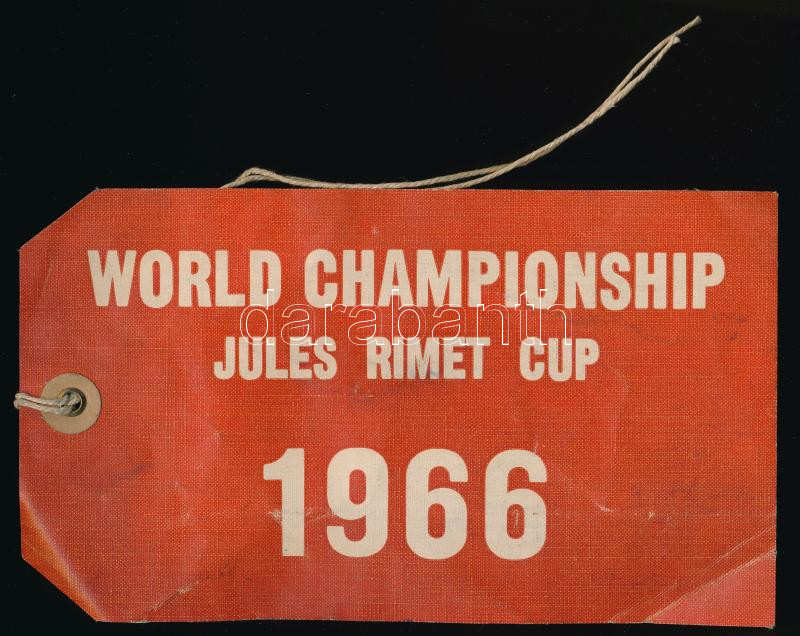 WORLD CHAMPIONSHIP
darabanth
JULES RIMET CUP
1966